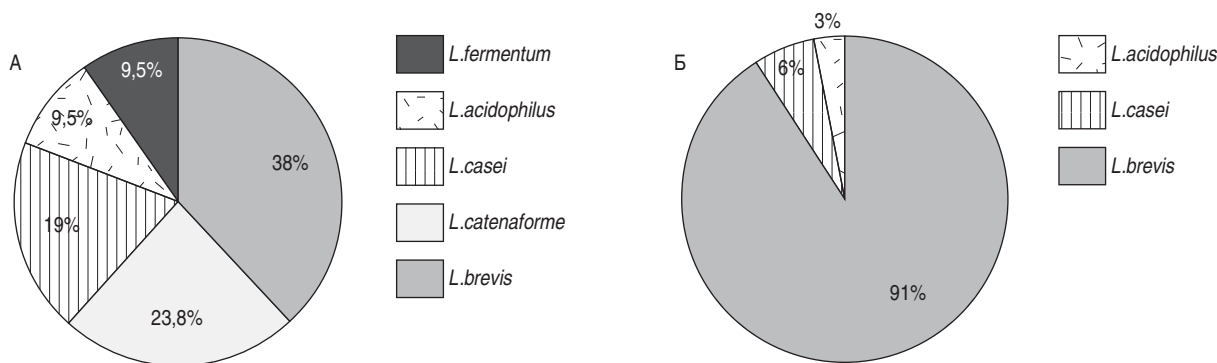 А
9,5%
9,5%
19%
23,8%
38%
L.fermentum
L.acidophilus
L.casei
L.catenaforme
L.brevis
Б
3%
6%
91%
L.acidophilus
L.casei
L.brevis